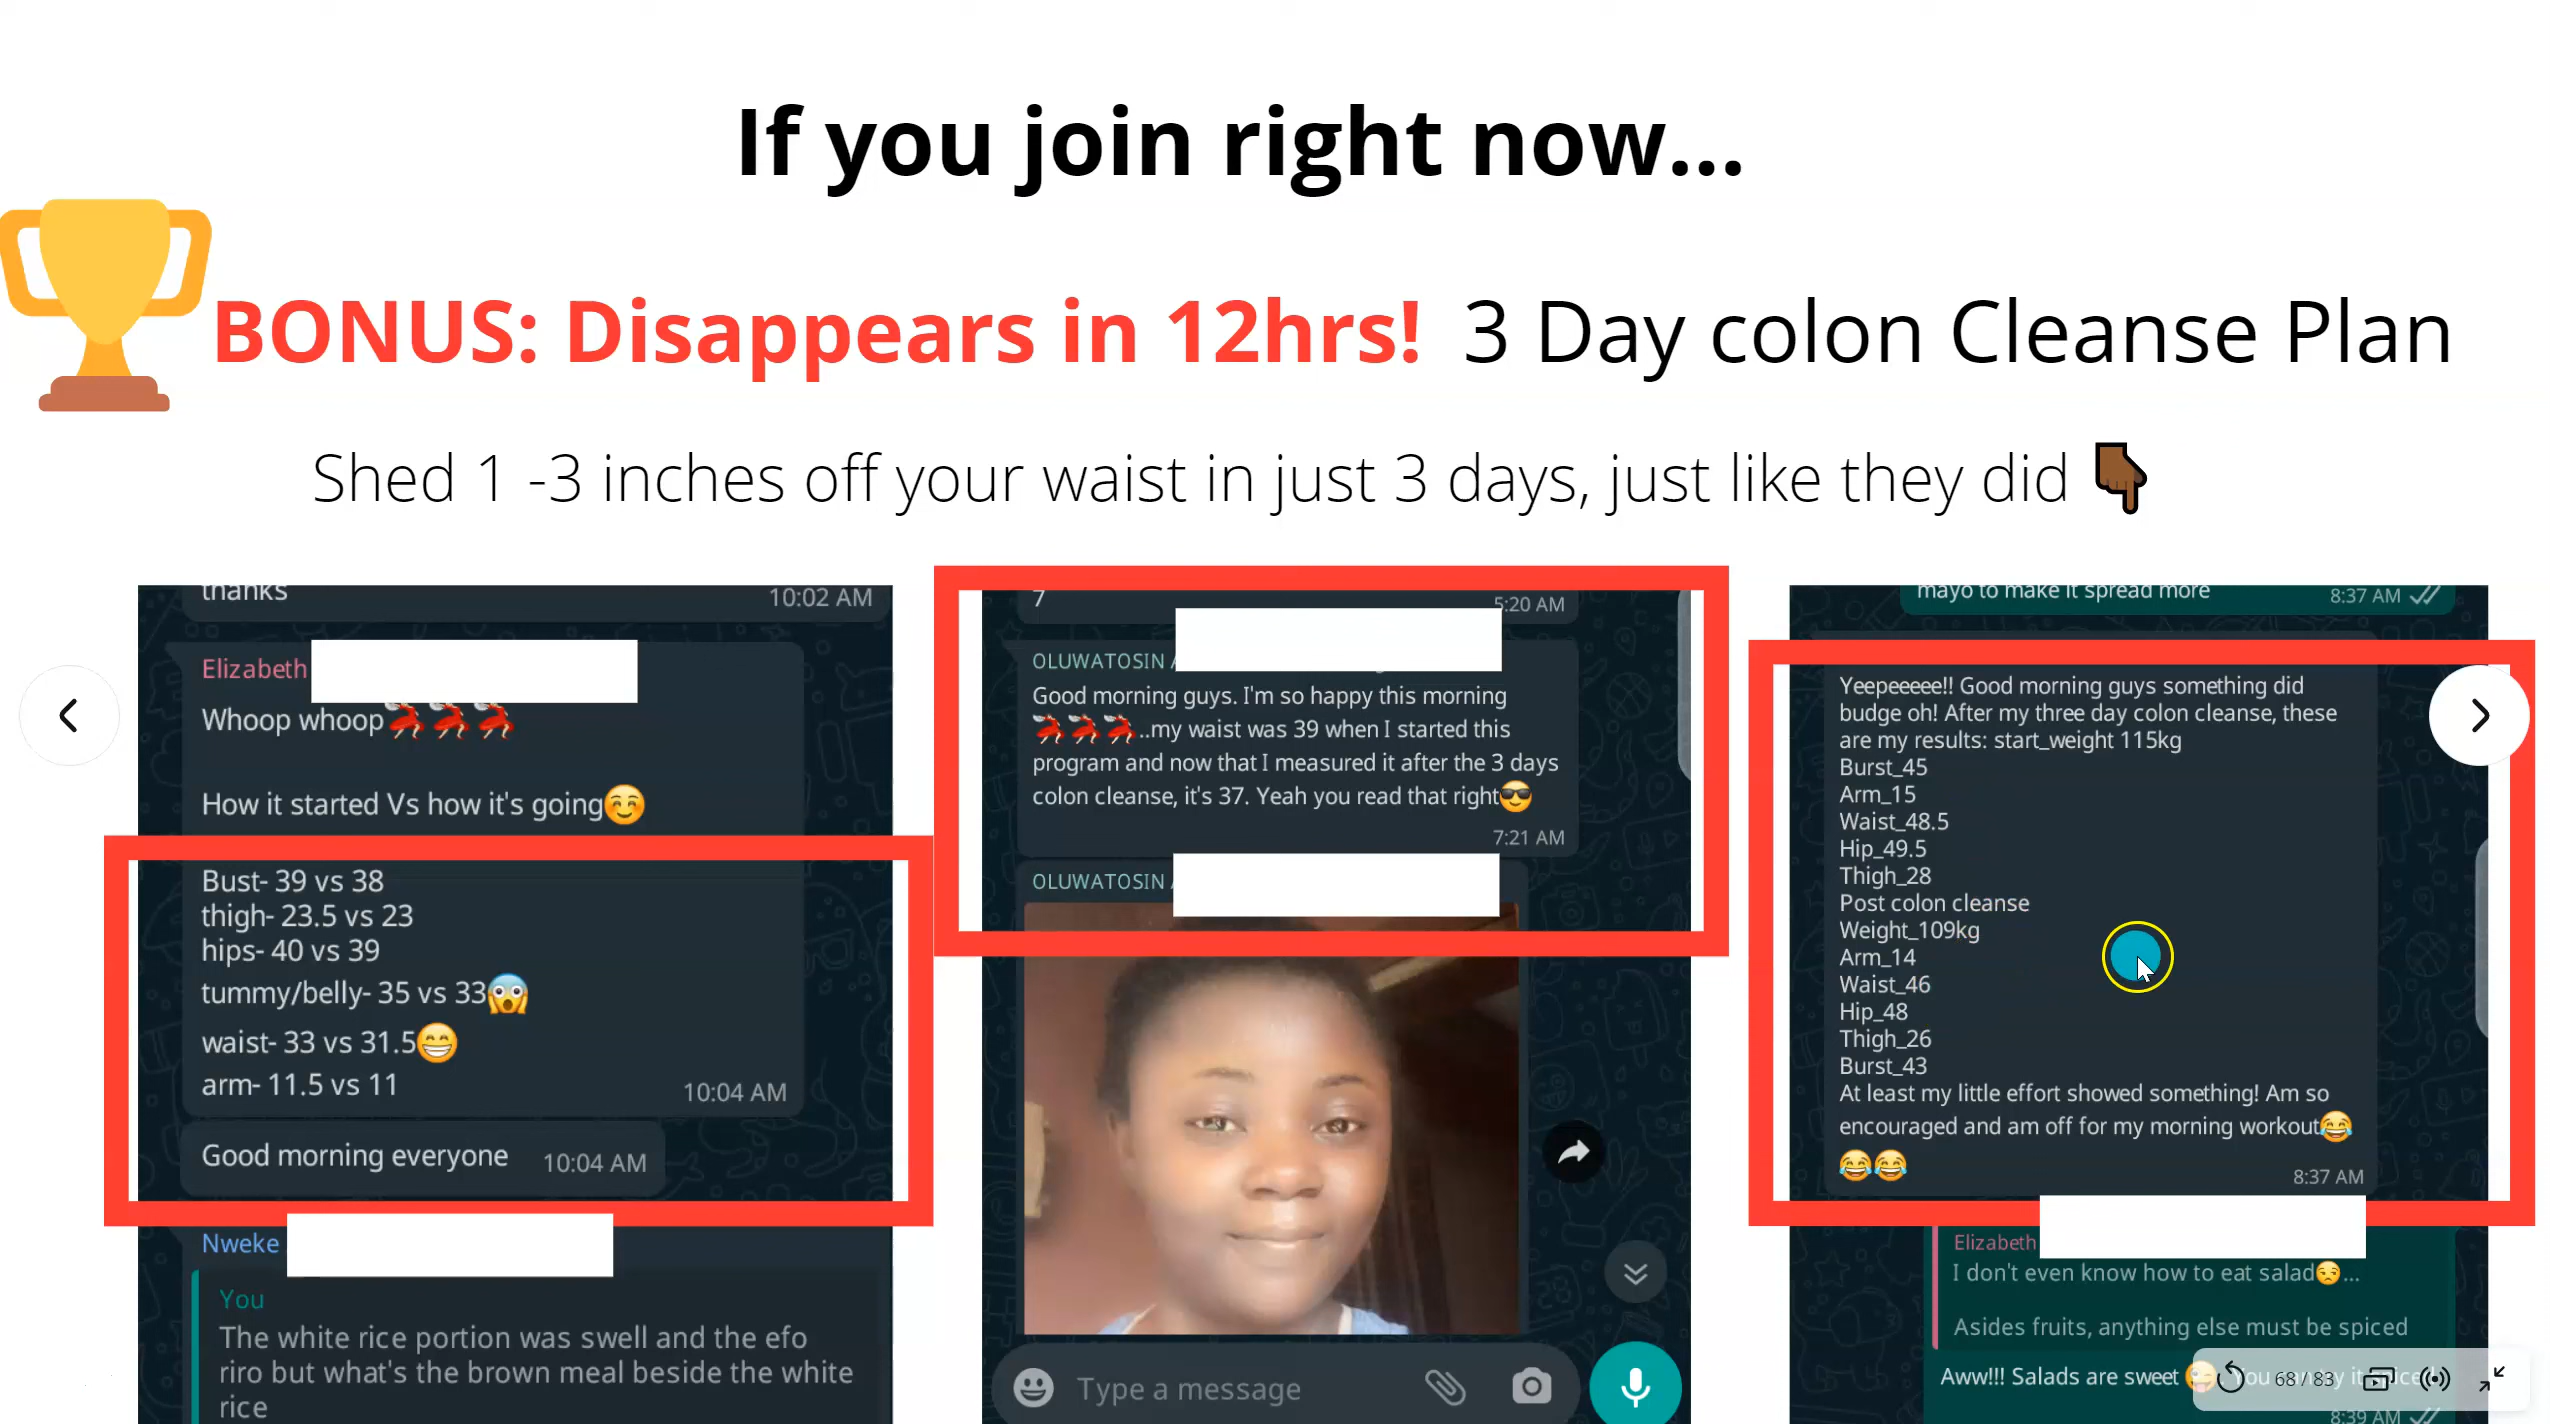 If you join right now...
BONUS: Disappears in 12hrs! 3 Day colon Cleanse Plan
Shed 1 -3 inches off your waist in just 3 days, just like they did 👇🏾
thanks
10:02 AM
Elizabeth
Whoop whoop💃💃💃
How it started Vs how it's going☺️
Bust- 39 vs 38
thigh- 23.5 vs 23
hips- 40 vs 39
tummy/belly- 35 vs 33😱
waist- 33 vs 31.5😁
arm- 11.5 vs 11
10:04 AM
Good morning everyone 10:04 AM
Nweke
You
The white rice portion was swell and the efo
riro but what's the brown meal beside the white
rice
7
5:20 AM
OLUWATOSIN
Good morning guys. I'm so happy this morning
💃💃💃..my waist was 39 when I started this
program and now that I measured it after the 3 days
colon cleanse, it's 37. Yeah you read that right😎
7:21 AM
OLUWATOSIN
Type a message
mayo to make it spread more
8:37 AM
Yeepeeeee!! Good morning guys something did
budge oh! After my three day colon cleanse, these
are my results: start_weight 115kg
Burst_45
Arm_15
Waist_48.5
Hip_49.5
Thigh_28
Post colon cleanse
Weight_109kg
Arm_14
Waist_46
Hip_48
Thigh_26
Burst_43
At least my little effort showed something! Am so
encouraged and am off for my morning workout😂
😂😂
8:37 AM
Elizabeth
I don't even know how to eat salad😒...
Asides fruits, anything else must be spiced
Aww!!! Salads are sweet
8:39 AM
68 / 83